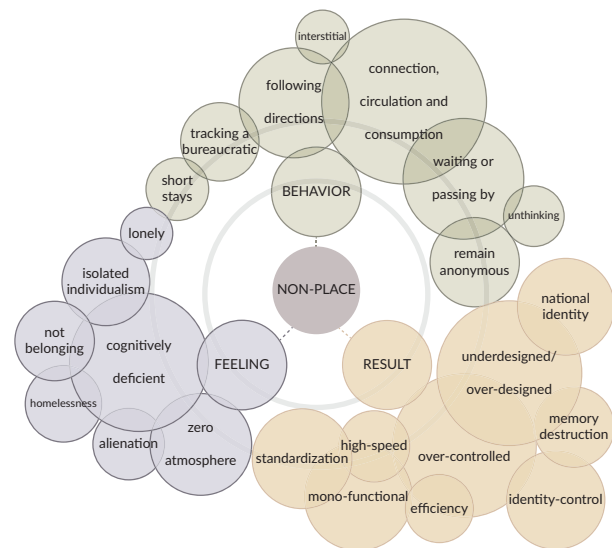 interstitial
connection,
circulation and
consumption
following
directions
tracking a
bureaucratic
short
stays
BEHAVIOR
waiting or
passing by
unthinking
remain
anonymous
lonely
isolated
individualism
not
belonging
cognitively
deficient
homelessness
alienation
zero
atmosphere
FEELING
NON-PLACE
RESULT
national
identity
underdesigned/
over-designed
memory
destruction
high-speed
standardization
over-controlled
mono-functional
efficiency
identity-control